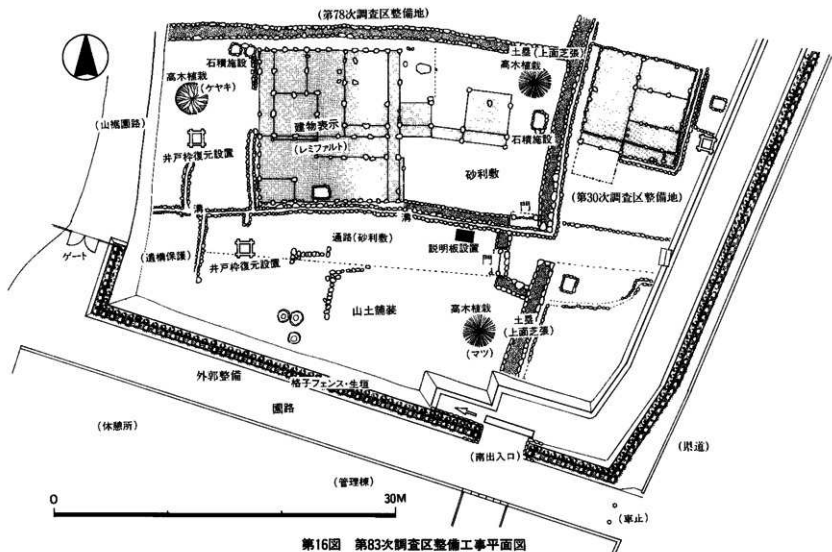 (第78次調査区整備地)
土塁(上面芝張)
石積施設
高木植栽
(ケヤキ)
高木植栽
(山裾園路)
建物表示
(レミファルト)
石積施設
井戸枠復元設置
砂利敷
(第30次調査区整備地)
門
溝
溝
通路(砂利敷)
説明板設置
(遺構保護)
ゲート
井戸枠復元設置
門
山土舗装
高木植栽
(マツ)
土塁
(上面芝張)
外郭整備
格子フェンス・生垣
園路
(休憩所)
(南出入口)
(県道)
(管理棟)
0 30M
(車止)
第16図 第83次調査区整備工事平面図